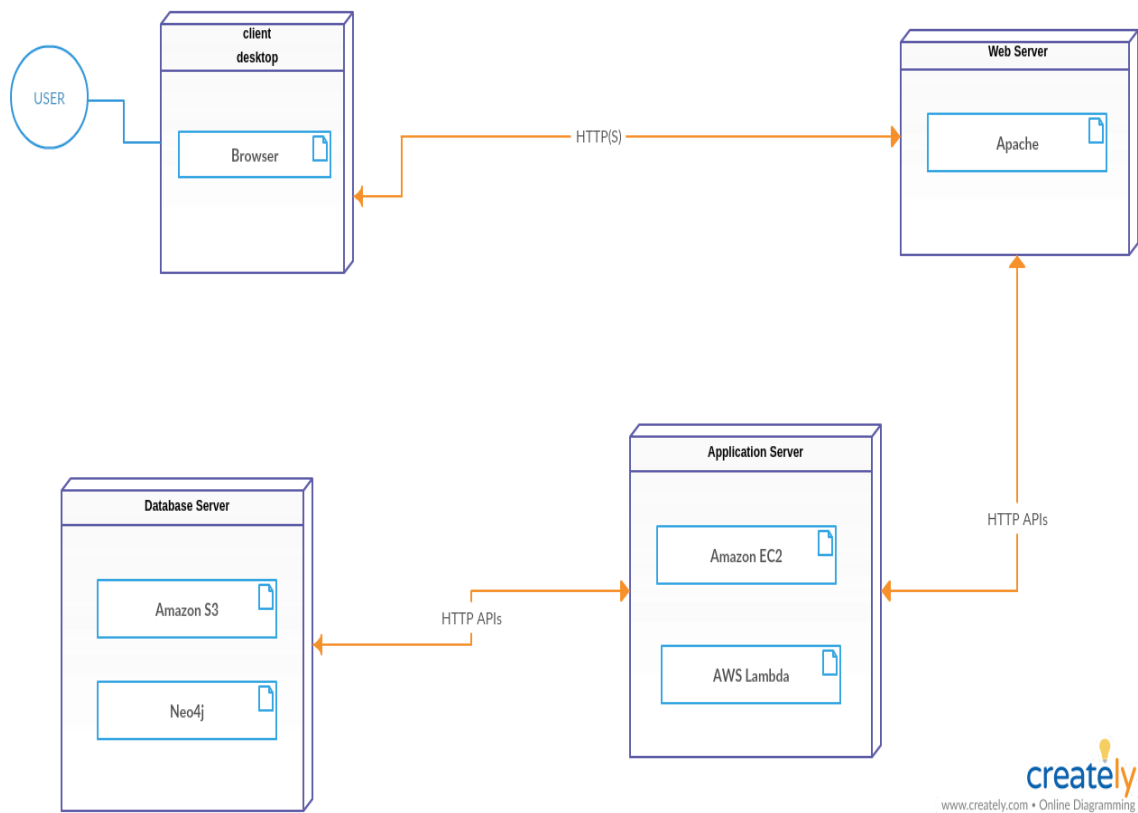 client
desktop
USER
Browser
HTTP(S)
Web Server
Apache
HTTP APIs
Application Server
Amazon EC2
AWS Lambda
HTTP APIs
Database Server
Amazon S3
Neo4j
creately
www.creately.com • Online Diagramming